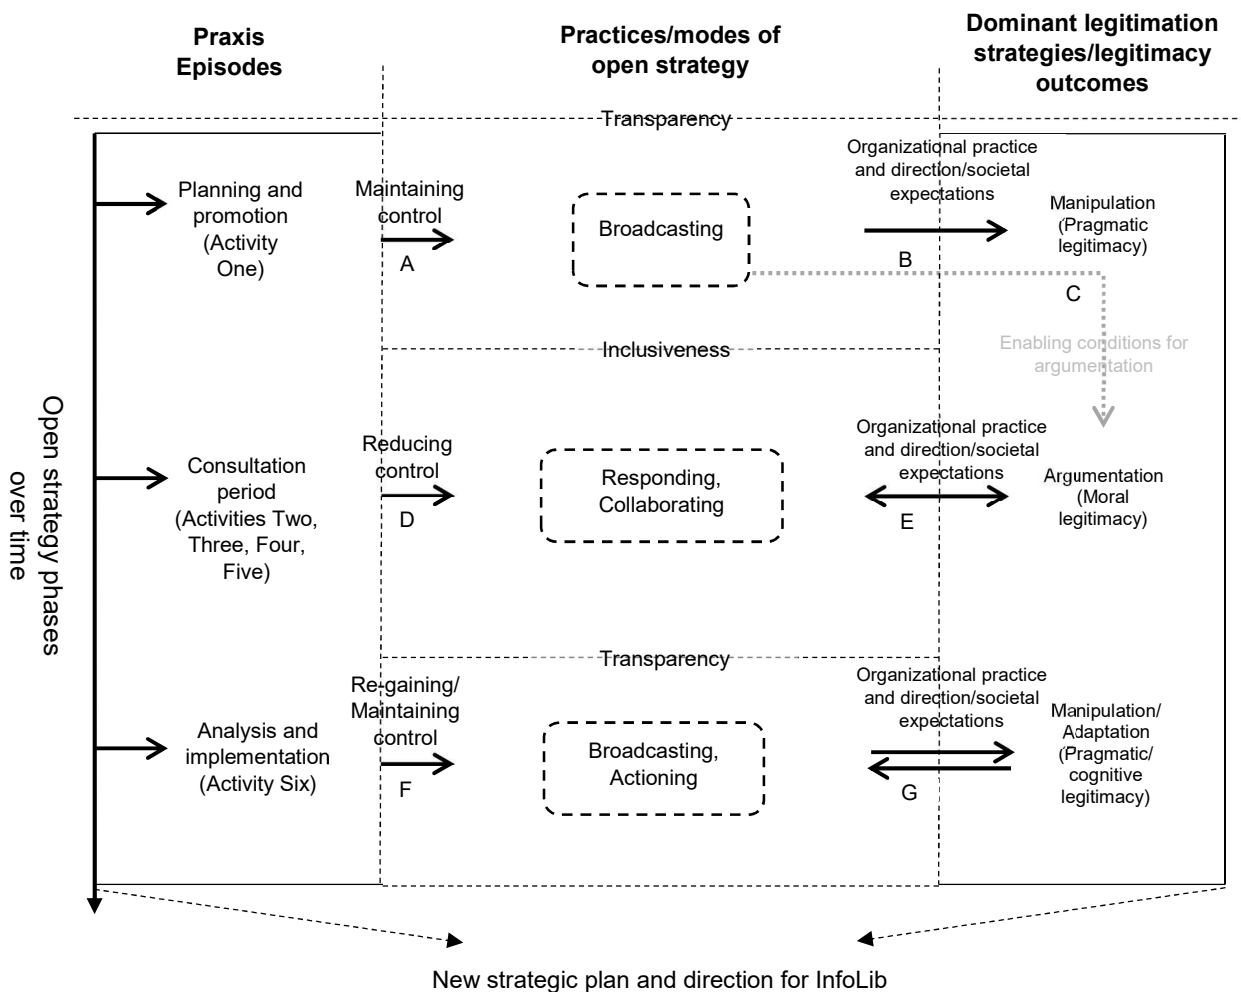 Praxis
Episodes
Practices/modes of
open strategy
Dominant legitimation
strategies/legitimacy
outcomes
Transparency
Planning and
promotion
(Activity
One)
Maintaining
control
A
Broadcasting
Organizational practice
and direction/societal
expectations
B
Manipulation
(Pragmatic
legitimacy)
C
Enabling conditions for
argumentation
Inclusiveness
Open strategy phases
over time
Consultation
period
(Activities Two,
Three, Four,
Five)
Reducing
control
D
Responding,
Collaborating
Organizational practice
and direction/societal
expectations
E
Argumentation
(Moral
legitimacy)
Transparency
Analysis and
implementation
(Activity Six)
Re-gaining/
Maintaining
control
F
Broadcasting,
Actioning
Organizational practice
and direction/societal
expectations
G
Manipulation/
Adaptation
(Pragmatic/
cognitive
legitimacy)
New strategic plan and direction for InfoLib